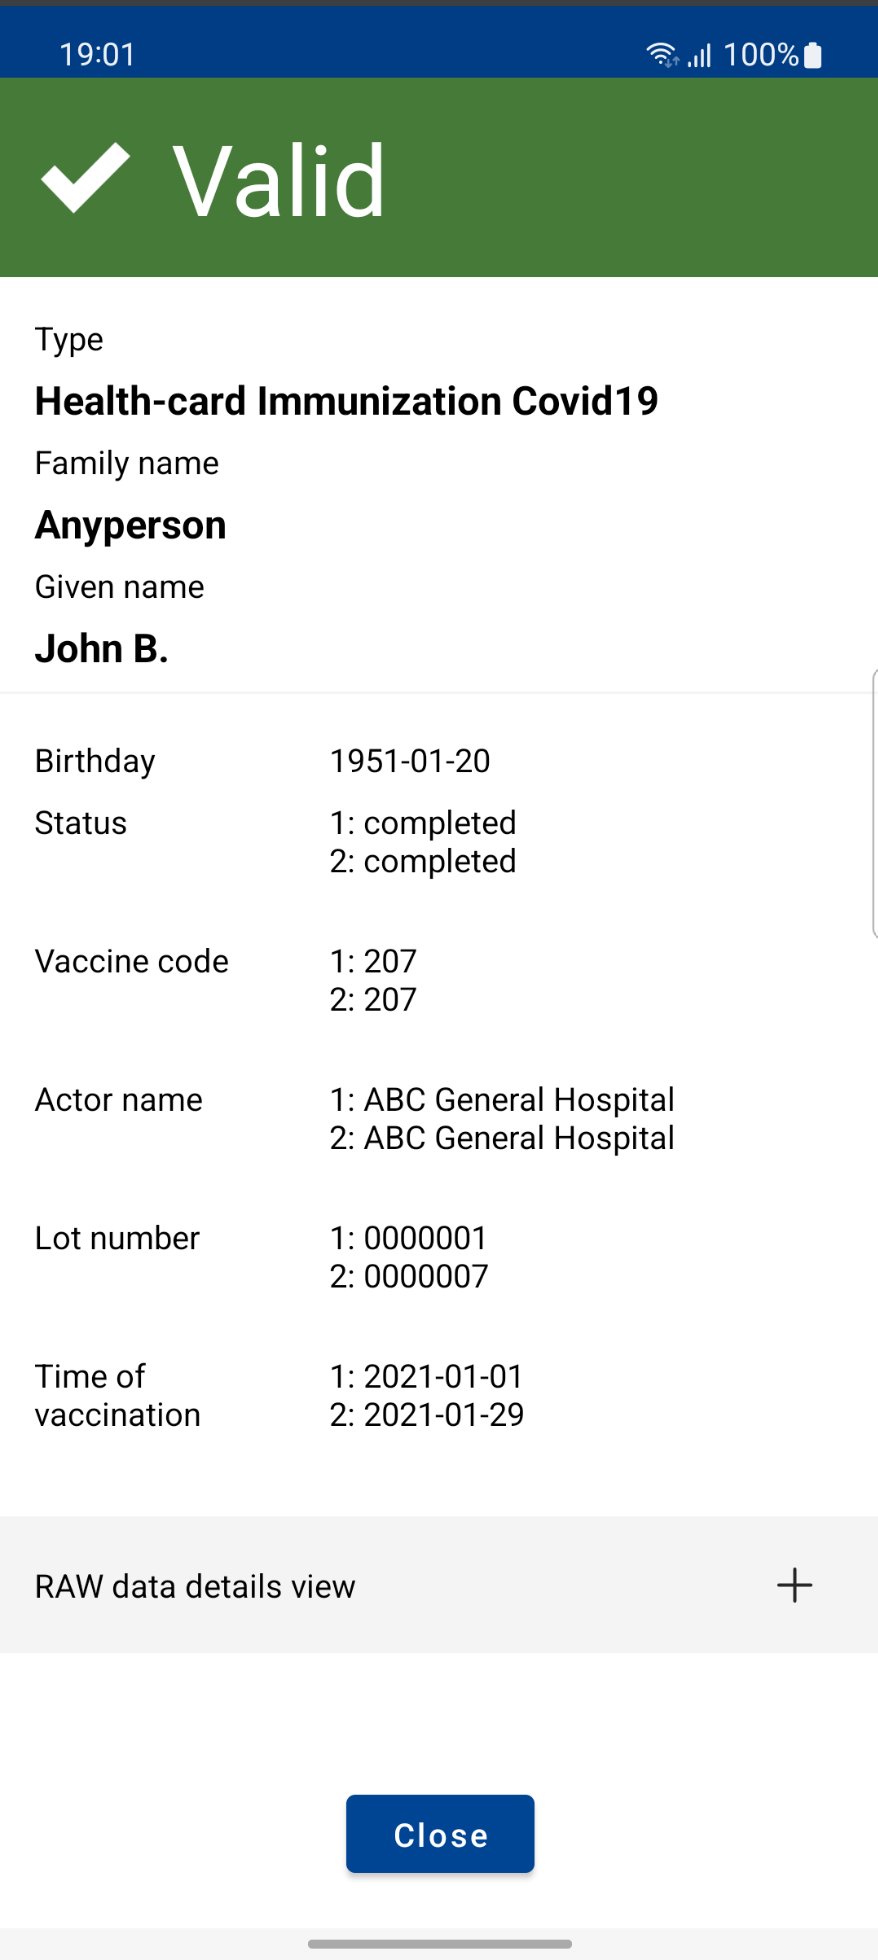 19:01 100%
Valid
Type
Health-card Immunization Covid19
Family name
Anyperson
Given name
John B.
Birthday 1951-01-20
Status 1: completed
2: completed
Vaccine code 1: 207
2: 207
Actor name 1: ABC General Hospital
2: ABC General Hospital
Lot number 1: 0000001
2: 0000007
Time of 1: 2021-01-01
vaccination 2: 2021-01-29
RAW data details view
Close